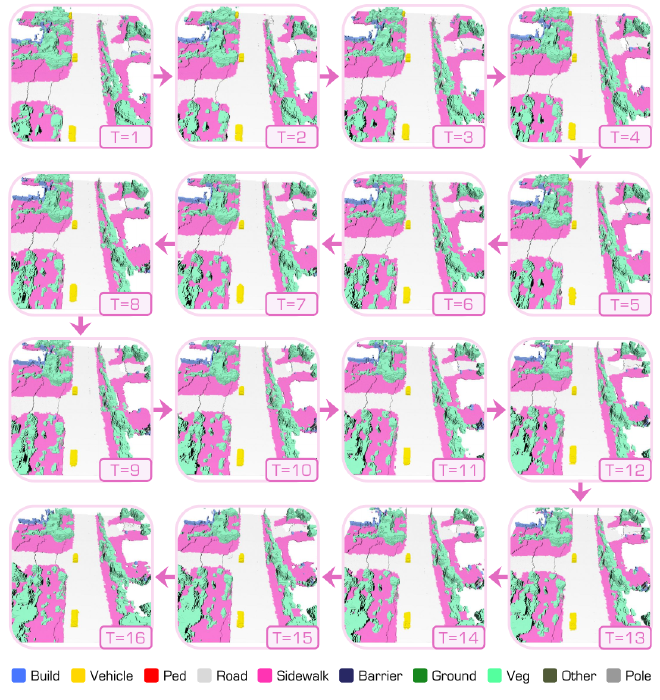 T=1
T=2
T=3
T=4
T=8
T=7
T=6
T=5
T=9
T=10
T=11
T=12
T=16
T=15
T=14
T=13
Build Vehicle Ped Road Sidewalk Barrier Ground Veg Other Pole